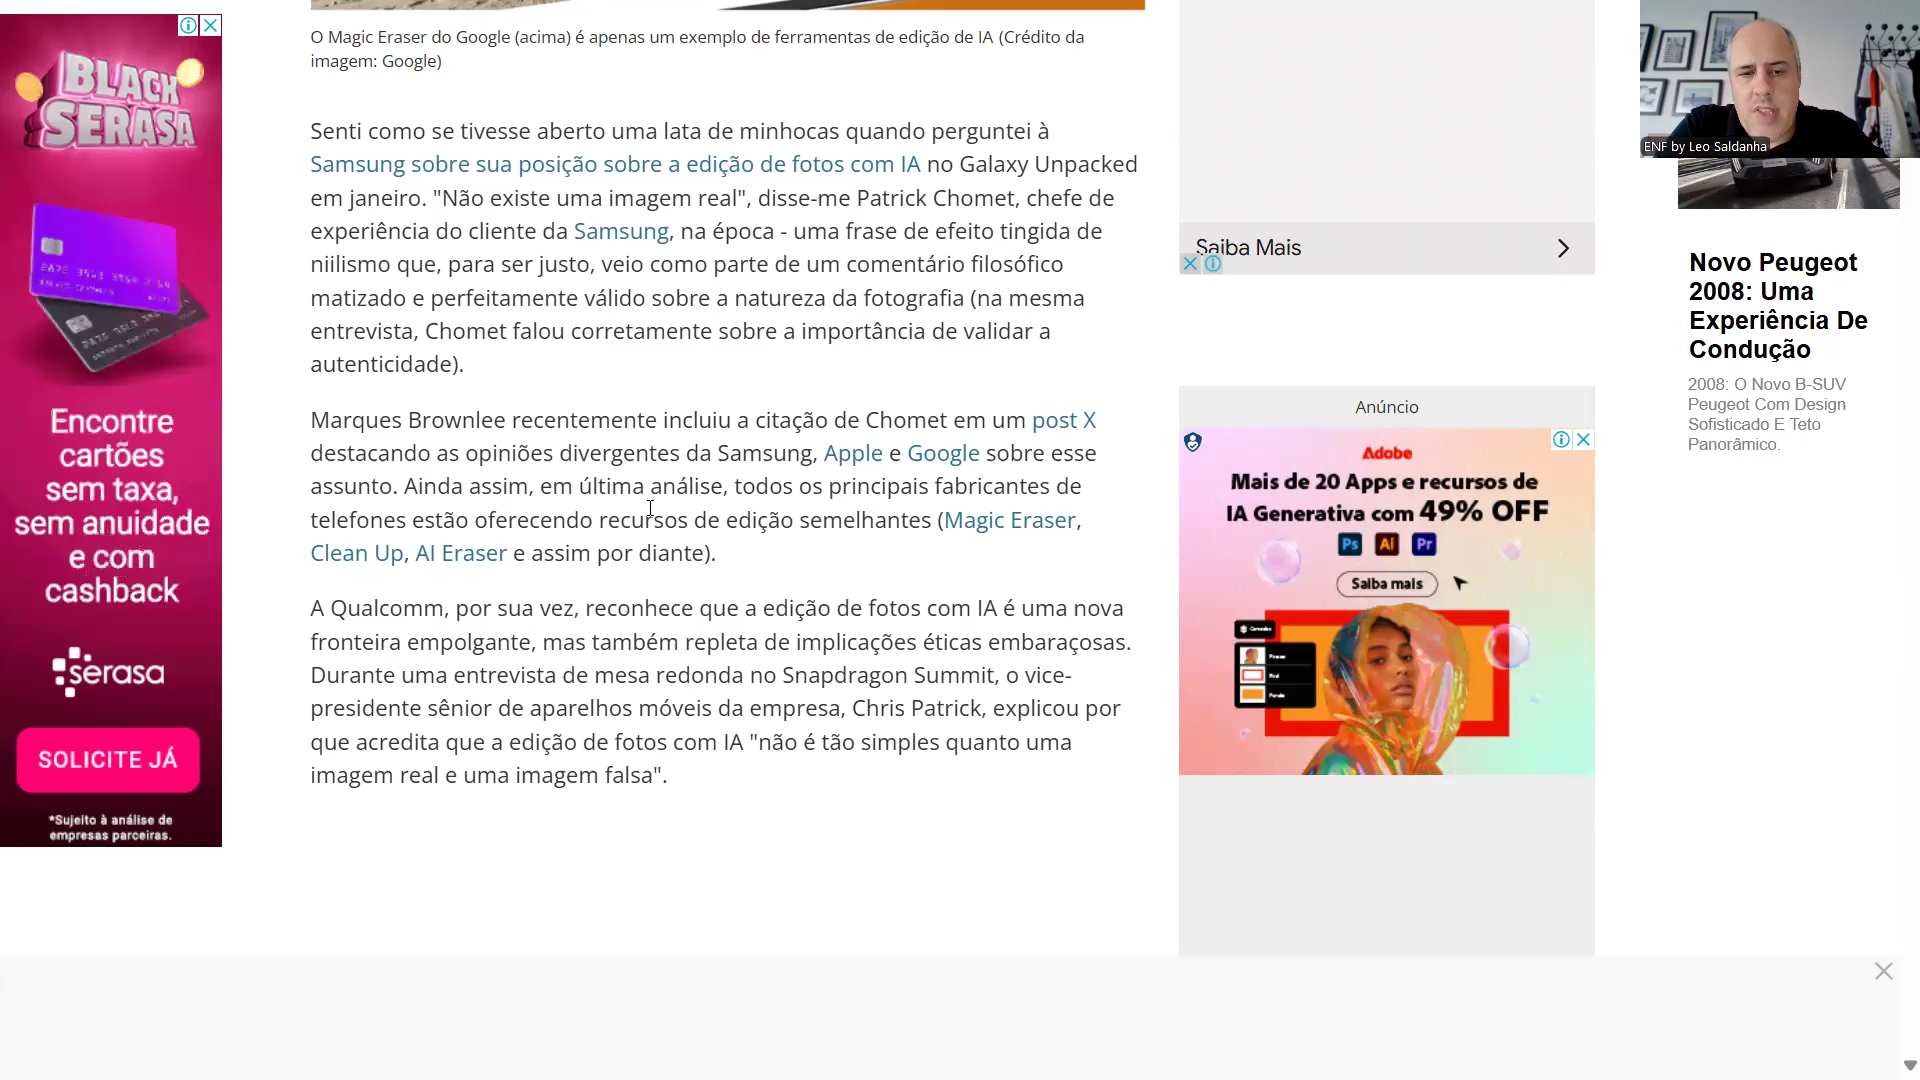 BLACK
SERASA
Encontre
cartões
sem taxa,
sem anuidade
e com
cashback
serasa
SOLICITE JÁ
*Sujeito à análise de
empresas parceiras.
O Magic Eraser do Google (acima) é apenas um exemplo de ferramentas de edição de IA (Crédito da
imagem: Google)
Senti como se tivesse aberto uma lata de minhocas quando perguntei à
Samsung sobre sua posição sobre a edição de fotos com IA no Galaxy Unpacked
em janeiro. "Não existe uma imagem real", disse-me Patrick Chomet, chefe de
experiência do cliente da Samsung, na época - uma frase de efeito tingida de
niilismo que, para ser justo, veio como parte de um comentário filosófico
matizado e perfeitamente válido sobre a natureza da fotografia (na mesma
entrevista, Chomet falou corretamente sobre a importância de validar a
autenticidade).
Marques Brownlee recentemente incluiu a citação de Chomet em um post X
destacando as opiniões divergentes da Samsung, Apple e Google sobre esse
assunto. Ainda assim, em última análise, todos os principais fabricantes de
telefones estão oferecendo recursos de edição semelhantes (Magic Eraser,
Clean Up, AI Eraser e assim por diante).
A Qualcomm, por sua vez, reconhece que a edição de fotos com IA é uma nova
fronteira empolgante, mas também repleta de implicações éticas embaraçosas.
Durante uma entrevista de mesa redonda no Snapdragon Summit, o vice-
presidente sênior de aparelhos móveis da empresa, Chris Patrick, explicou por
que acredita que a edição de fotos com IA "não é tão simples quanto uma
imagem real e uma imagem falsa".
Saiba Mais
Anúncio
Adobe
Mais de 20 Apps e recursos de
IA Generativa com 49% OFF
Ps Ai Pr
Saiba mais
ENF by Leo Saldanha
Novo Peugeot
2008: Uma
Experiência De
Condução
2008: O Novo B-SUV
Peugeot Com Design
Sofisticado E Teto
Panorâmico.